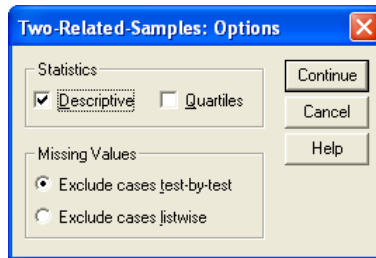 Two-Related-Samples: Options
Statistics
Descriptive
Quartiles
Missing Values
Exclude cases test-by-test
Exclude cases listwise
Continue
Cancel
Help